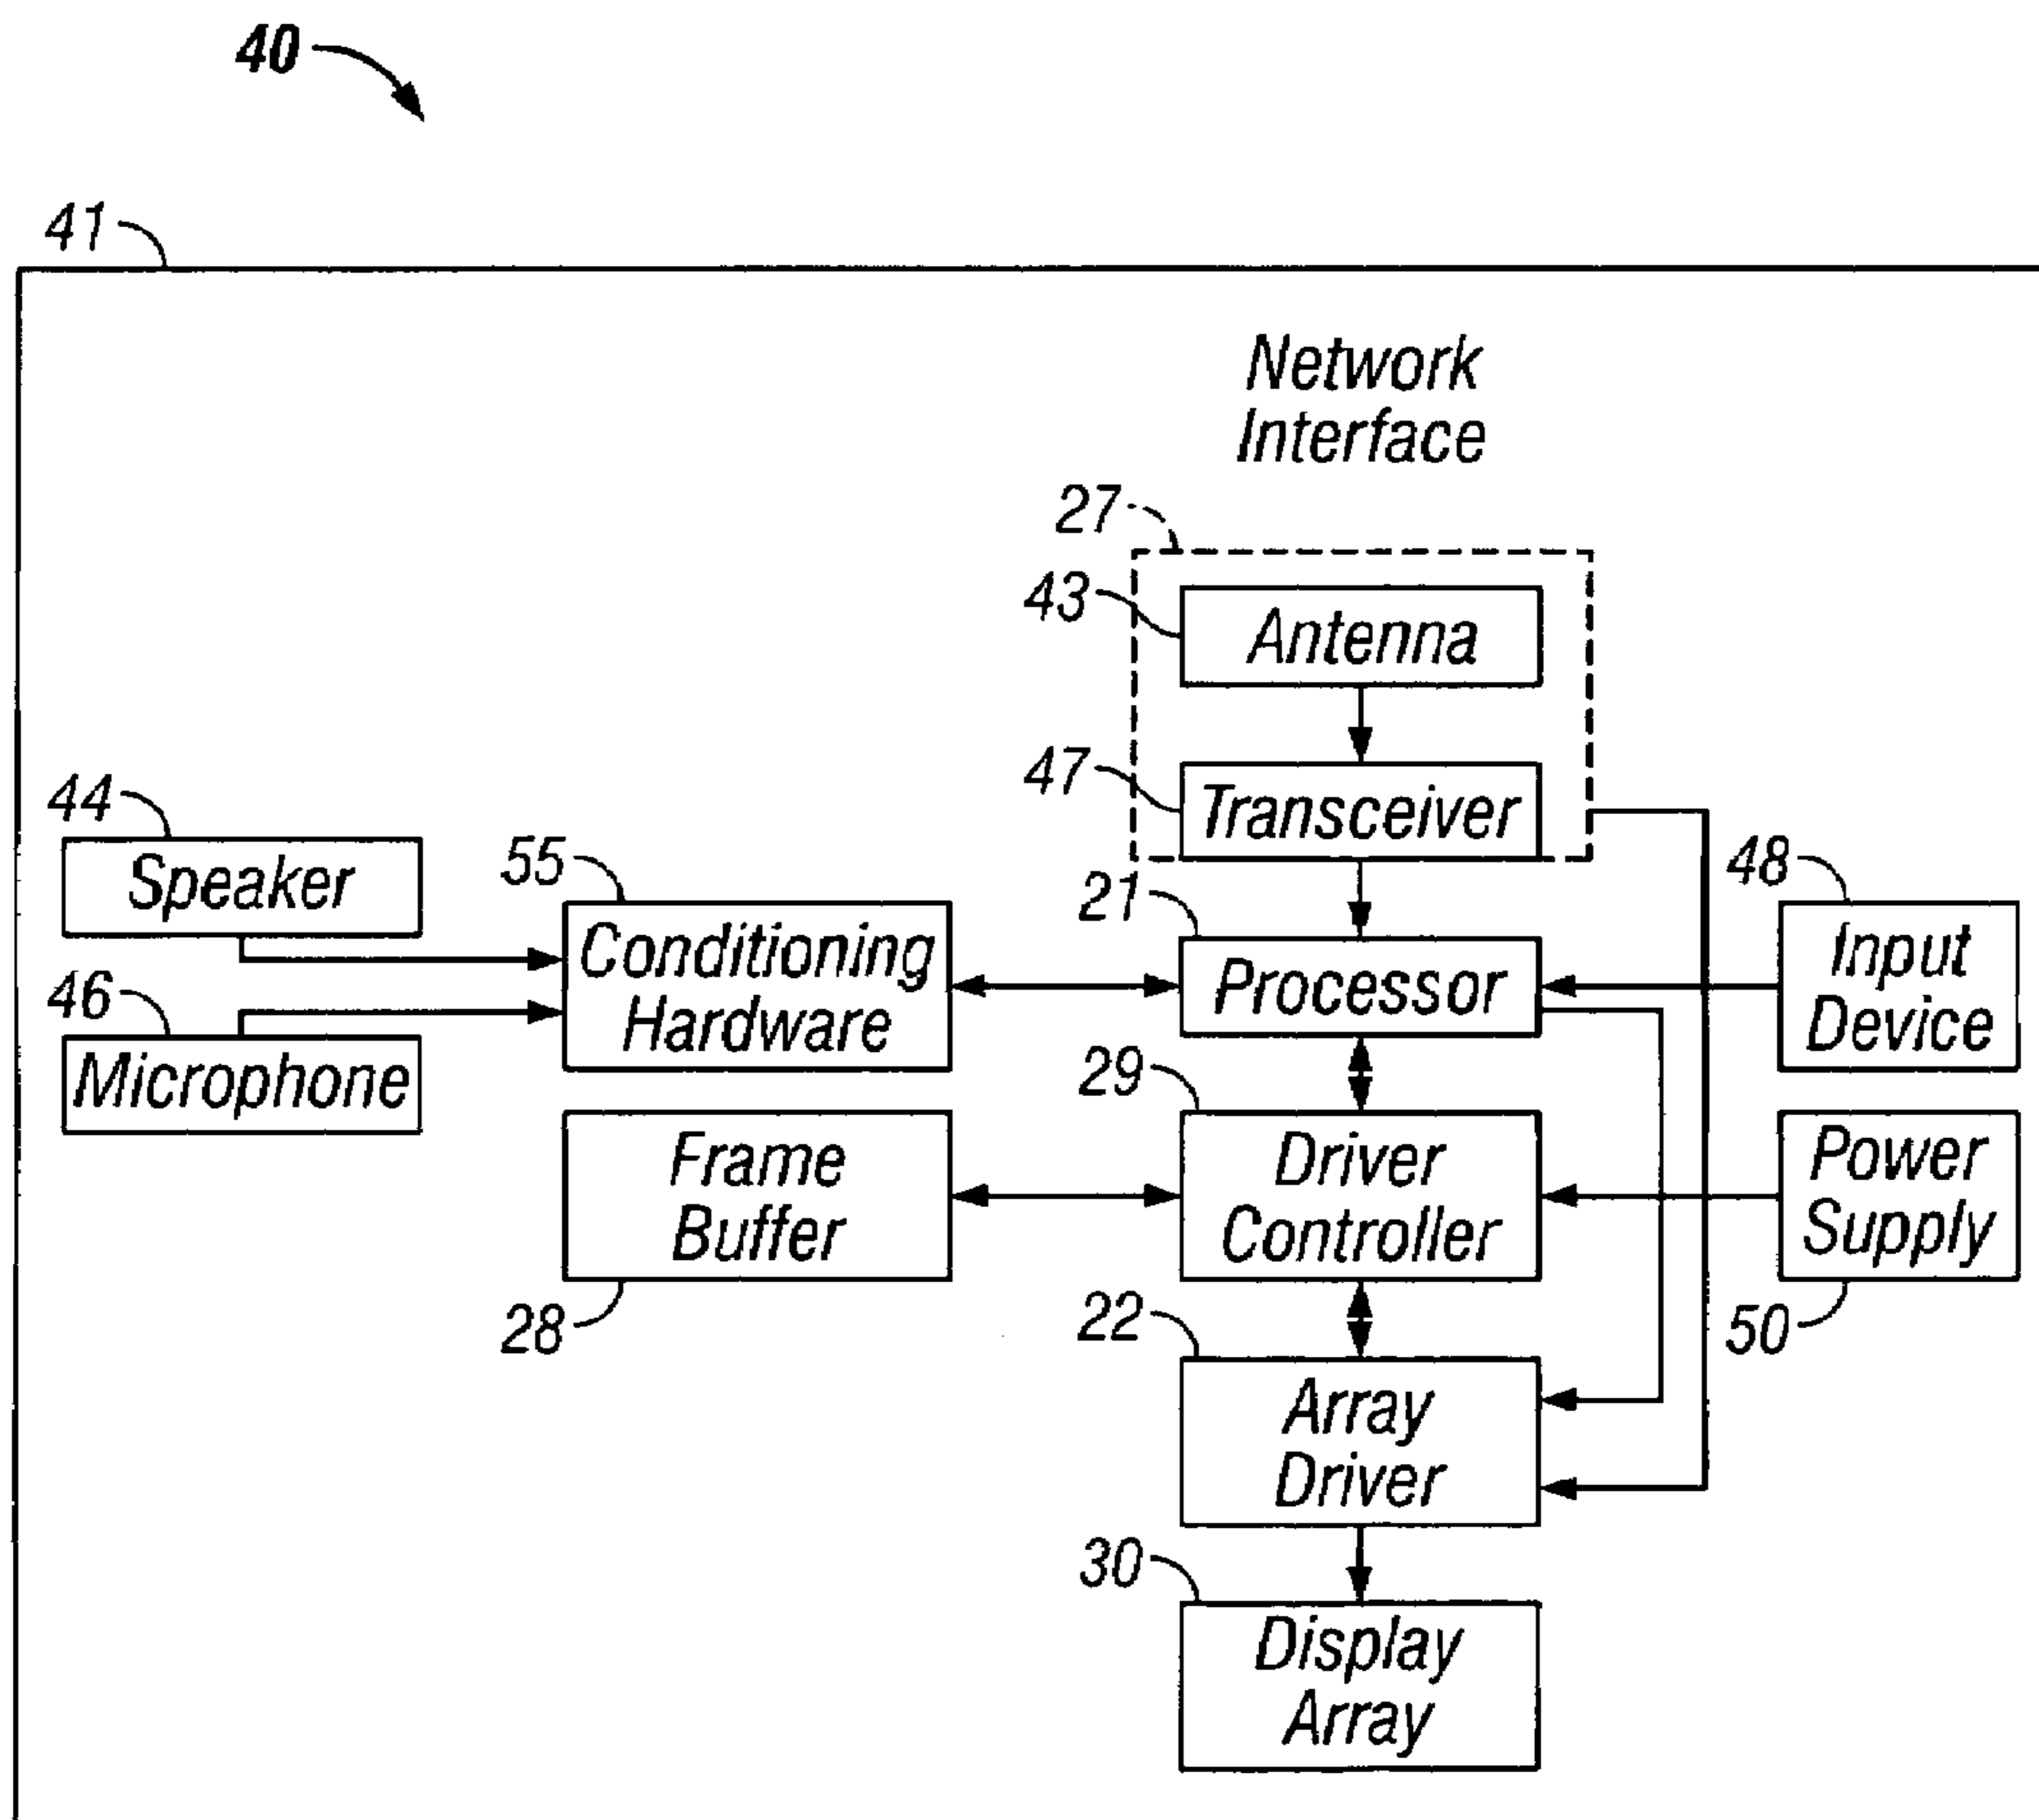 40
41
Network
Interface
27
43
Antenna
47
Transceiver
44
Speaker
55
Conditioning
Hardware
21
Processor
48
Input
Device
46
Microphone
29
Driver
Controller
Frame
Buffer
28
Power
Supply
50
22
Array
Driver
30
Display
Array